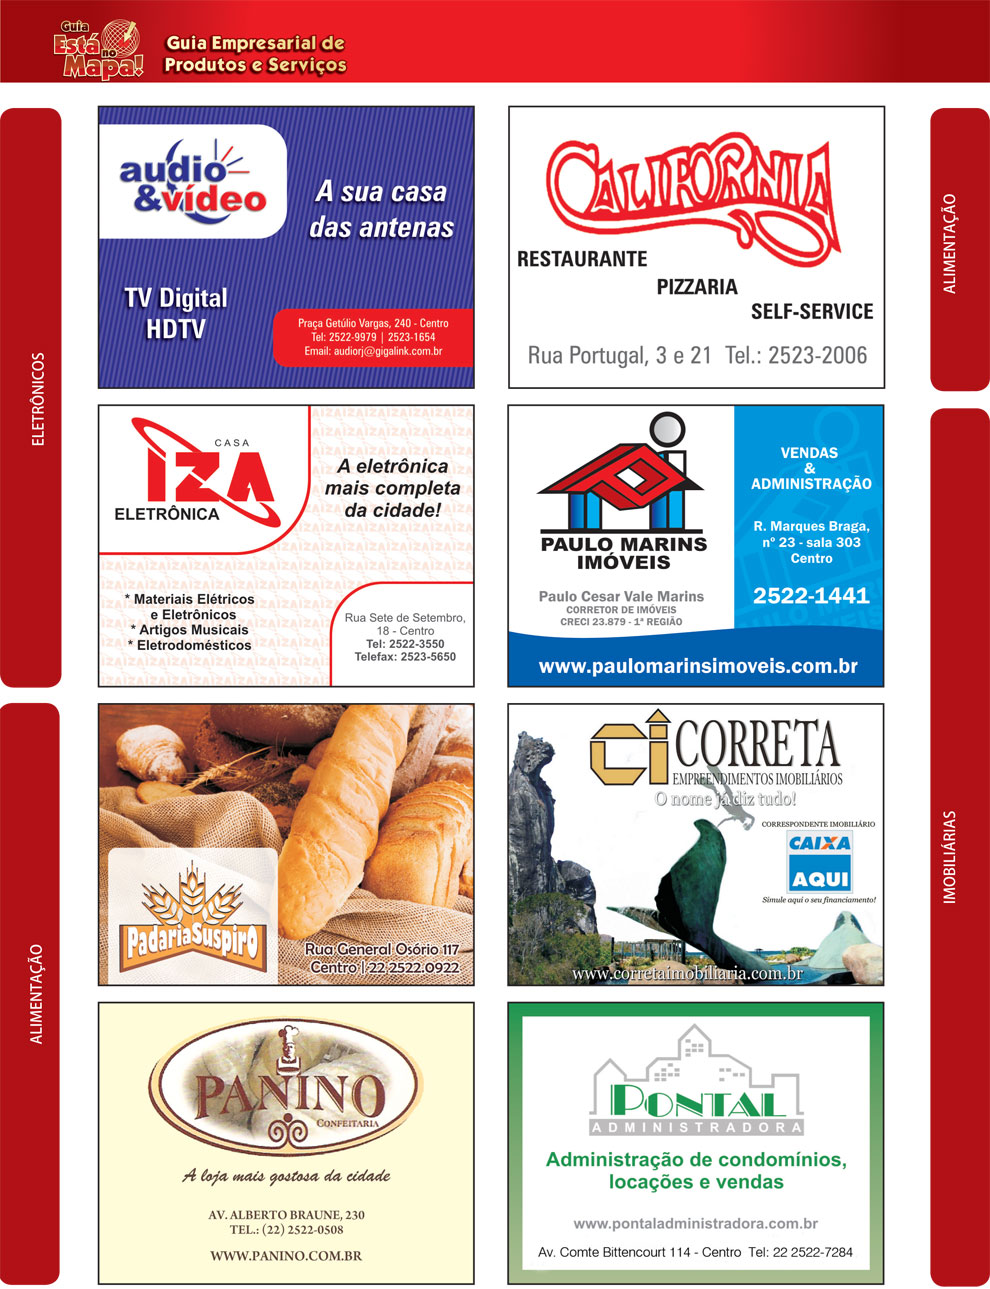 Guia
Está no
Mapa!
Guia Empresarial de
Produtos e Serviços
ELETRÔNICOS
audio
&vídeo
A sua casa
das antenas
TV Digital
HDTV
Praça Getúlio Vargas, 240 - Centro
Tel: 2522-9979 | 2523-1654
Email: audiorj@gigalink.com.br
CASA
IZA
ELETRÔNICA
A eletrônica
mais completa
da cidade!
* Materiais Elétricos
e Eletrônicos
* Artigos Musicais
* Eletrodomésticos
Rua Sete de Setembro,
18 - Centro
Tel: 2522-3550
Telefax: 2523-5650
ALIMENTAÇÃO
PadariaSuspiro
Rua General Osório 117
Centro | 22 2522.0922
PANINO
CONFEITARIA
A loja mais gostosa da cidade
AV. ALBERTO BRAUNE, 230
TEL.: (22) 2522-0508
WWW.PANINO.COM.BR
ALIMENTAÇÃO
CALIFORNIA
RESTAURANTE
PIZZARIA
SELF-SERVICE
Rua Portugal, 3 e 21 Tel.: 2523-2006
IMOBILIÁRIAS
PAULO MARINS
IMÓVEIS
Paulo Cesar Vale Marins
CORRETOR DE IMÓVEIS
CRECI 23.879 - 1ª REGIÃO
VENDAS
&
ADMINISTRAÇÃO
R. Marques Braga,
nº 23 - sala 303
Centro
2522-1441
www.paulomarinsimoveis.com.br
ci CORRETA
EMPREENDIMENTOS IMOBILIÁRIOS
O nome já diz tudo!
CORRESPONDENTE IMOBILIÁRIO
CAIXA
AQUI
Simule aqui o seu financiamento!
www.corretaimobiliaria.com.br
PONTAL
ADMINISTRADORA
Administração de condomínios,
locações e vendas
www.pontaladministradora.com.br
Av. Comte Bittencourt 114 - Centro Tel: 22 2522-7284